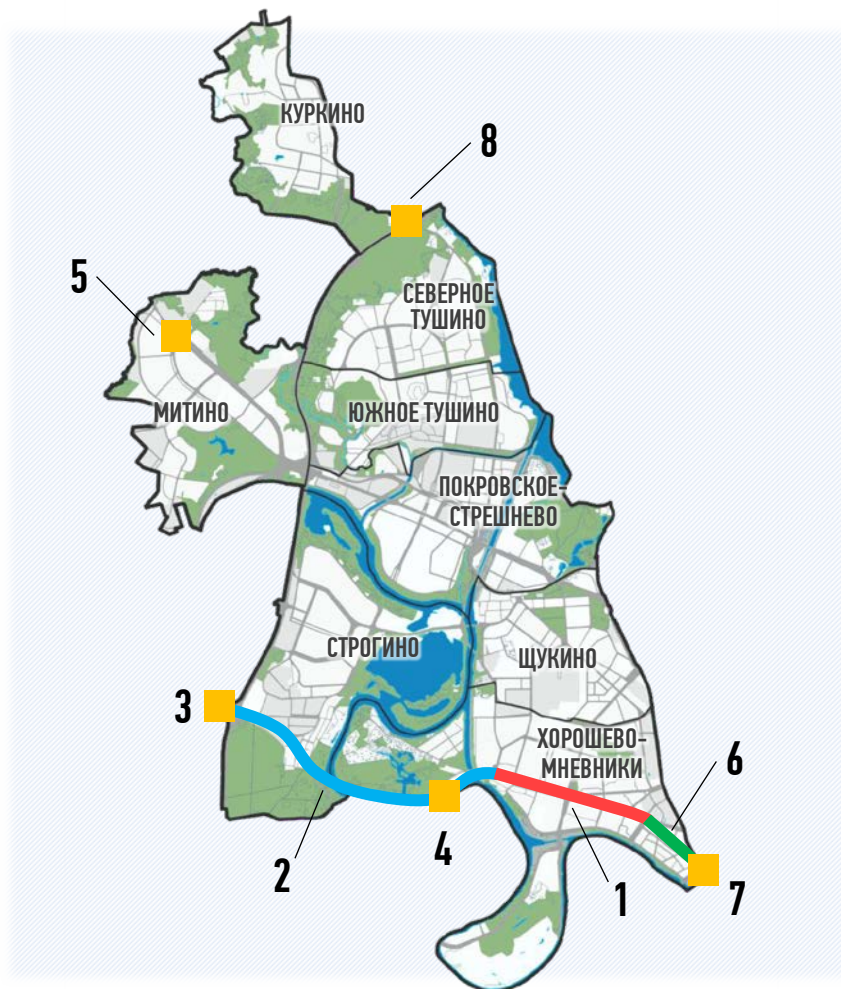 КУРКИНО
8
5
СЕВЕРНОЕ
ТУШИНО
МИТИНО
ЮЖНОЕ ТУШИНО
ПОКРОВСКОЕ-
СТРЕШНЕВО
СТРОГИНО
ЩУКИНО
3
ХОРОШЕВО-
МНЕВНИКИ
6
2
4
1
7